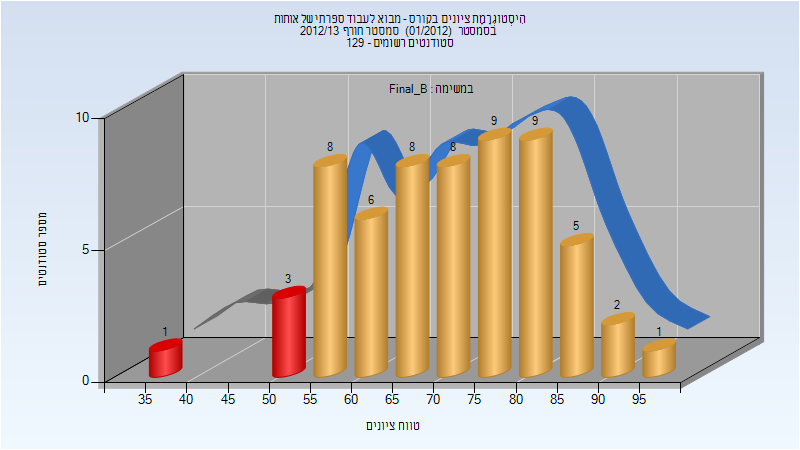 היסטוגרמת ציונים בקורס - מבוא לעבוד ספרתי של אותות
בסמסטר (01/2012) סמסטר חורף 2012/13
סטודנטים רשומים - 129
במשימה : Final_B
10
5
0
מספר סטודנטים
1
3
8
6
8
8
9
9
5
2
1
35 40 45 50 55 60 65 70 75 80 85 90 95
טווח ציונים